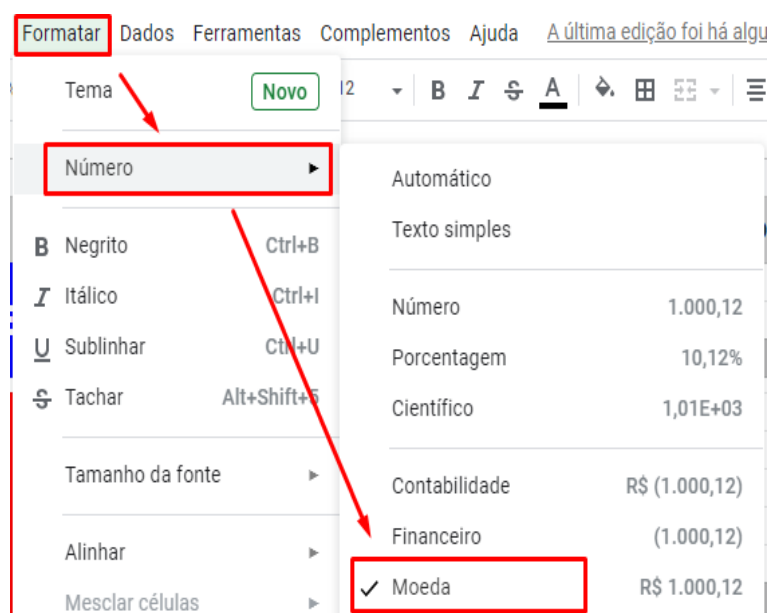 Formatar Dados Ferramentas Complementos Ajuda A última edição foi há algu
Tema Novo
12 B I S A
Número
B Negrito Ctrl+B
I Itálico Ctrl+I
U Sublinhar Ctrl+U
S Tachar Alt+Shift+5
Tamanho da fonte
Alinhar
Mesclar células
Automático
Texto simples
Número 1.000,12
Porcentagem 10,12%
Científico 1,01E+03
Contabilidade R$ (1.000,12)
Financeiro (1.000,12)
Moeda R$ 1.000,12